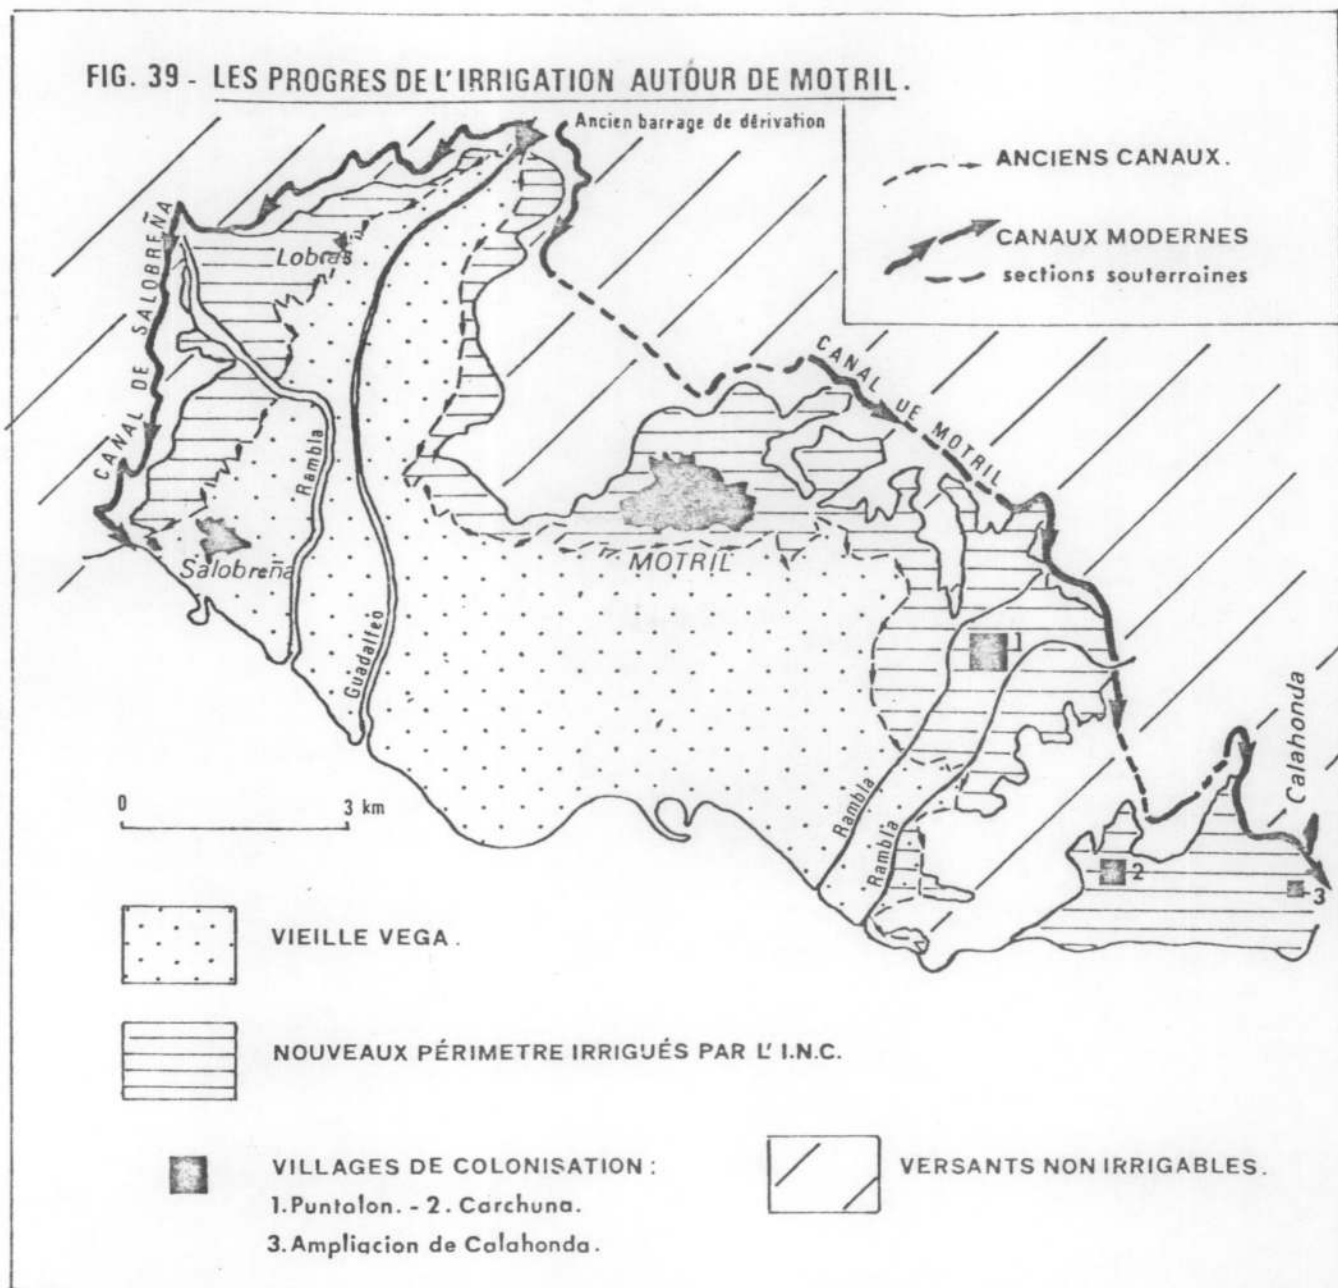 FIG. 39 - LES PROGRES DE L'IRRIGATION AUTOUR DE MOTRIL.
Ancien barrage de dérivation
ANCIENS CANAUX.
CANAUX MODERNES
sections souterraines
CANAL DE SALOBREÑA
Lobras
CANAL DE MOTRIL
Rambla
Salobreña
MOTRIL
Guadalfeo
1
Rambla
Rambla
Calahonda
2
3
0 3 km
VIEILLE VEGA.
NOUVEAUX PÉRIMETRE IRRIGUÉS PAR L' I.N.C.
VILLAGES DE COLONISATION :
1.Puntalon. - 2. Carchuna.
3.Ampliacion de Calahonda.
VERSANTS NON IRRIGABLES.